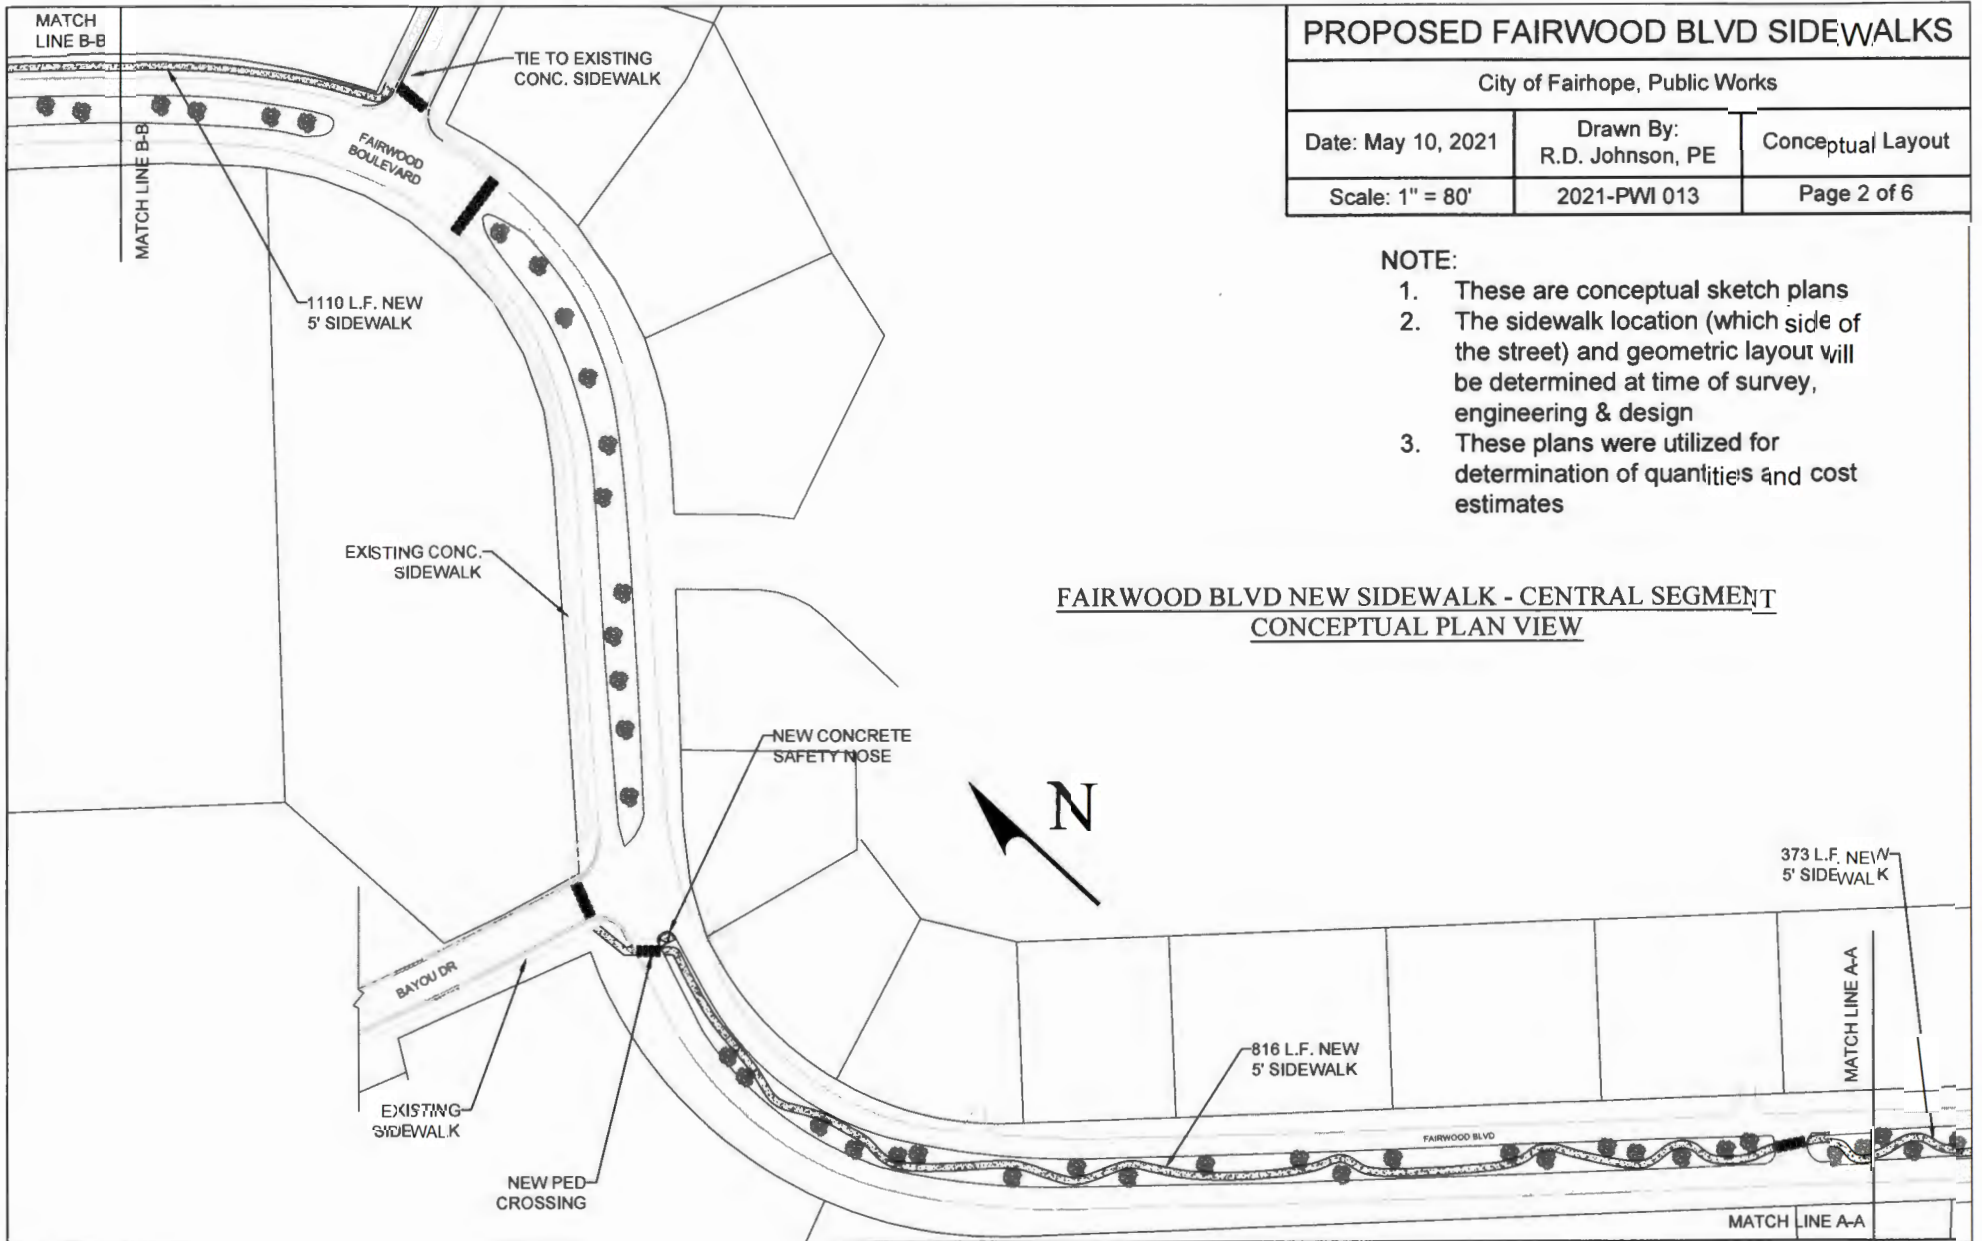 MATCH
LINE B-B
MATCH LINE B-B
TIE TO EXISTING
CONC. SIDEWALK
FAIRWOOD
BOULEVARD
1110 L.F. NEW
5' SIDEWALK
PROPOSED FAIRWOOD BLVD SIDEWALKS
City of Fairhope, Public Works
Date: May 10, 2021
Drawn By:
R.D. Johnson, PE
Conceptual Layout
Scale: 1" = 80'
2021-PWI 013
Page 2 of 6
NOTE:
1. These are conceptual sketch plans
2. The sidewalk location (which side of
the street) and geometric layout will
be determined at time of survey,
engineering & design
3. These plans were utilized for
determination of quantities and cost
estimates
EXISTING CONC.
SIDEWALK
FAIRWOOD BLVD NEW SIDEWALK - CENTRAL SEGMENT
CONCEPTUAL PLAN VIEW
NEW CONCRETE
SAFETY NOSE
N
373 L.F. NEW
5' SIDEWALK
BAYOU DR
MATCH LINE A-A
816 L.F. NEW
5' SIDEWALK
EXISTING
SIDEWALK
FAIRWOOD BLVD
NEW PED
CROSSING
MATCH LINE A-A